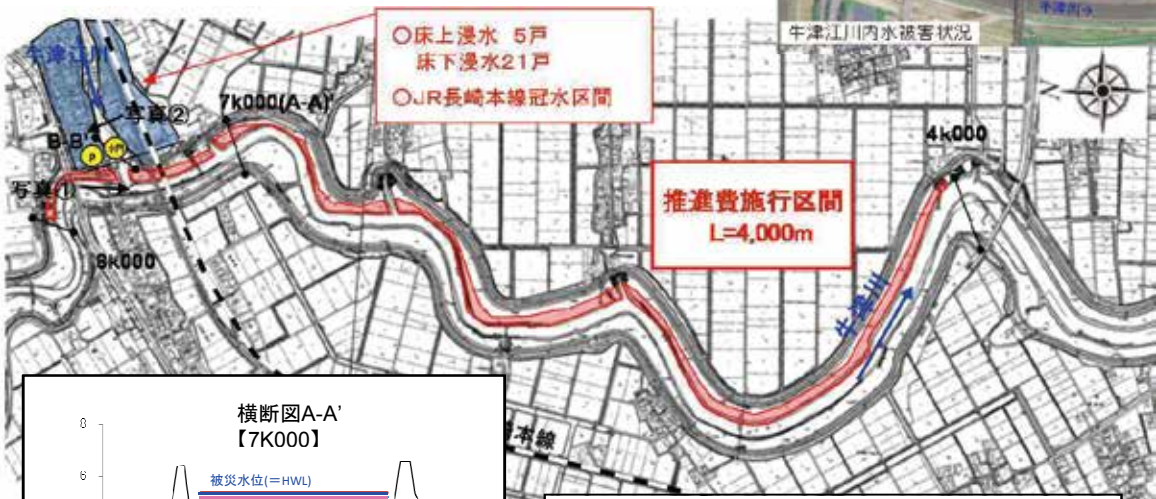 ○床上浸水 5戸
床下浸水21戸
○JR長崎本線冠水区間
牛津江川内水被害状況
牛津江川
写真(2)
7k000(A-A)'
B-B'
P
写真(1)
8k000
4k000
N
推進費施行区間
L=4,000m
牛津川
本線
横断図A-A'
【7K000】
8
6
被災水位(=HWL)